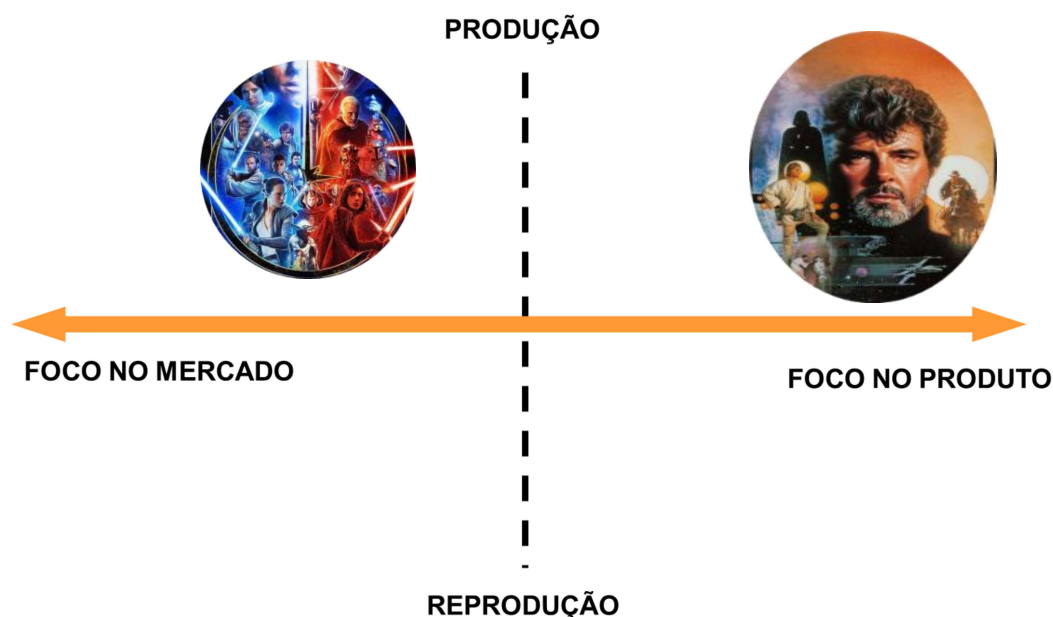 PRODUÇÃO
FOCO NO MERCADO
FOCO NO PRODUTO
REPRODUÇÃO